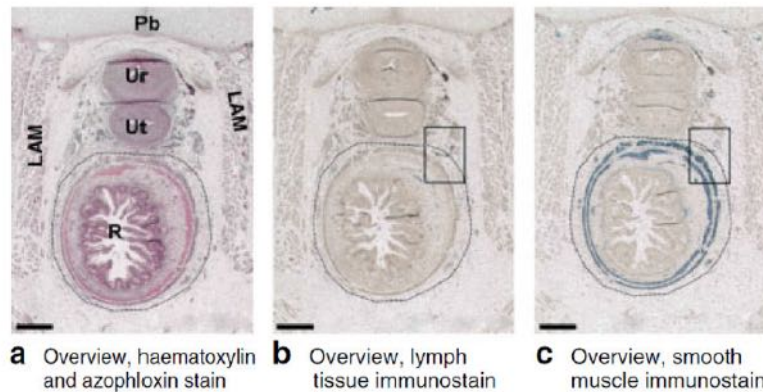 Pb
Ur
Ut
LAM
LAM
R
a Overview, haematoxylin
and azophloxin stain
b Overview, lymph
tissue immunostain
c Overview, smooth
muscle immunostain